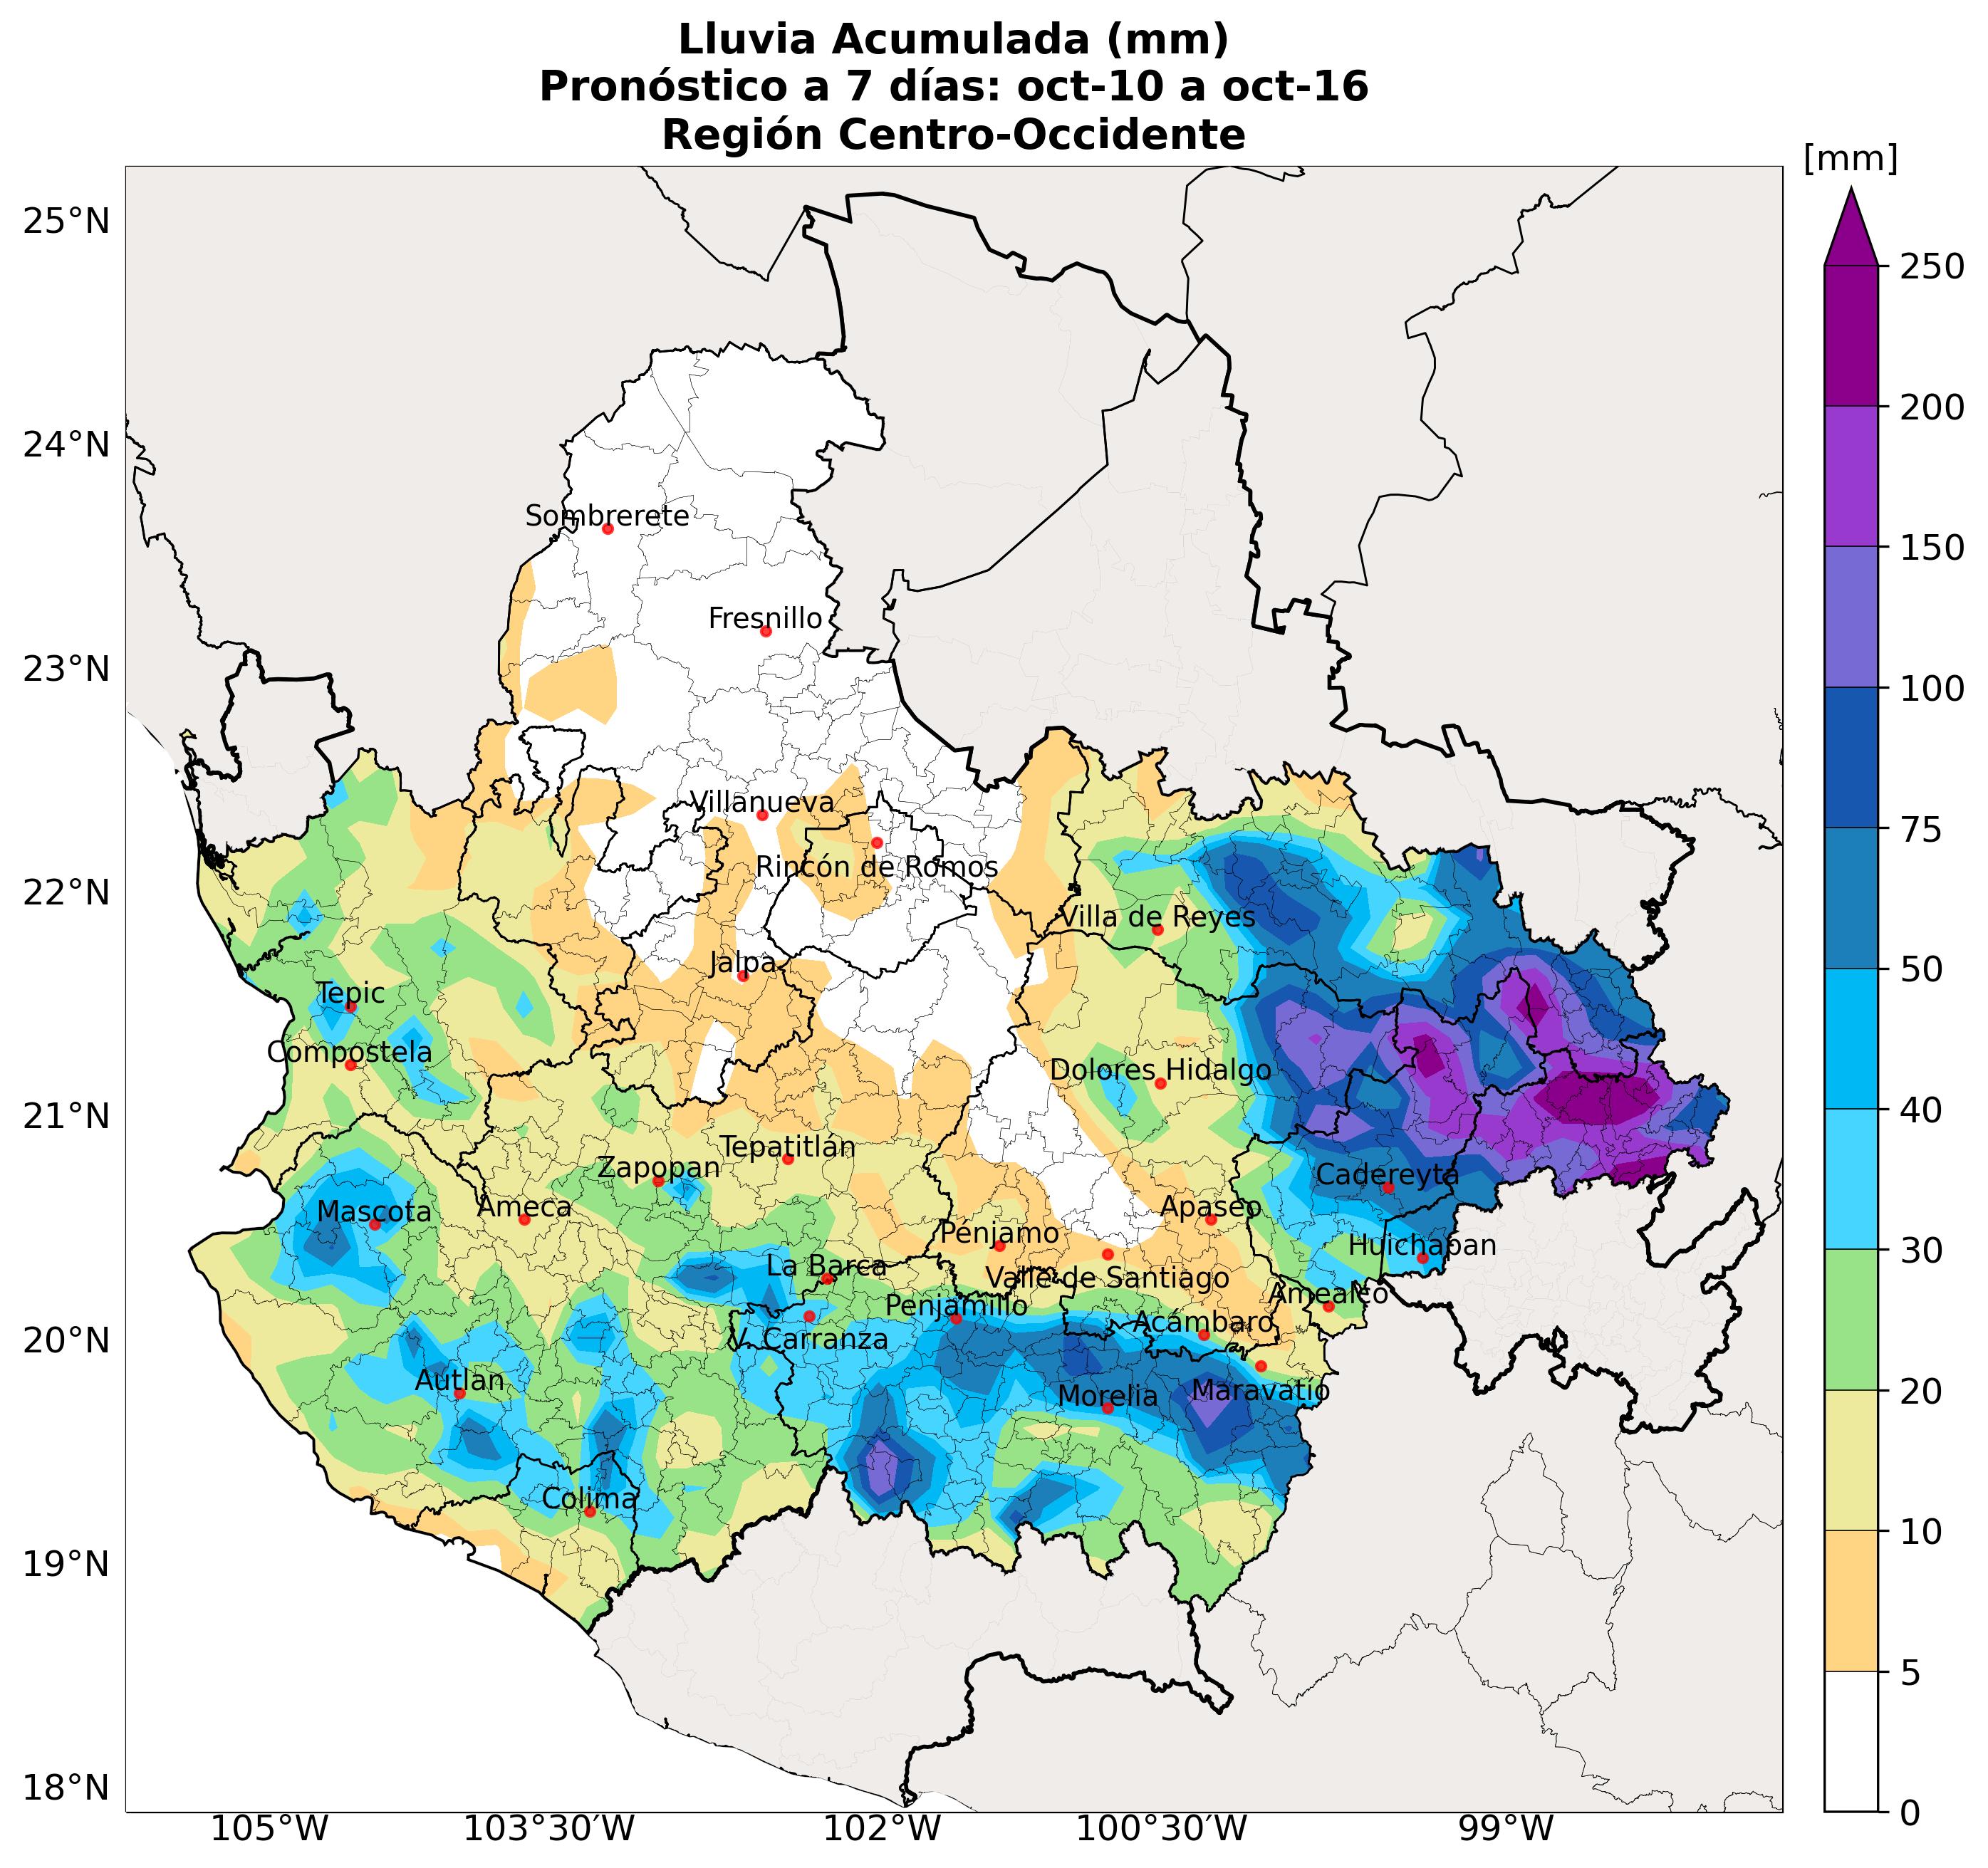 Lluvia Acumulada (mm)
Pronóstico a 7 días: oct-10 a oct-16
Región Centro-Occidente
[mm]
25°N
24°N
23°N
22°N
21°N
20°N
19°N
18°N
105°W
103°30'W
102°W
100°30'W
99°W
250
200
150
100
75
50
40
30
20
10
5
0
Sombrerete
Fresnillo
Villanueva
Rincón de Romos
Villa de Reyes
Jalpa
Tepic
Compostela
Dolores Hidalgo
Tepatitlán
Zapopan
Cadereyta
Mascota
Ameca
Apaseo
Pénjamo
Huichapan
La Barca
Valle de Santiago
Amealco
Penjamillo
Acámbaro
V. Carranza
Autlán
Morelia
Maravatío
Colima